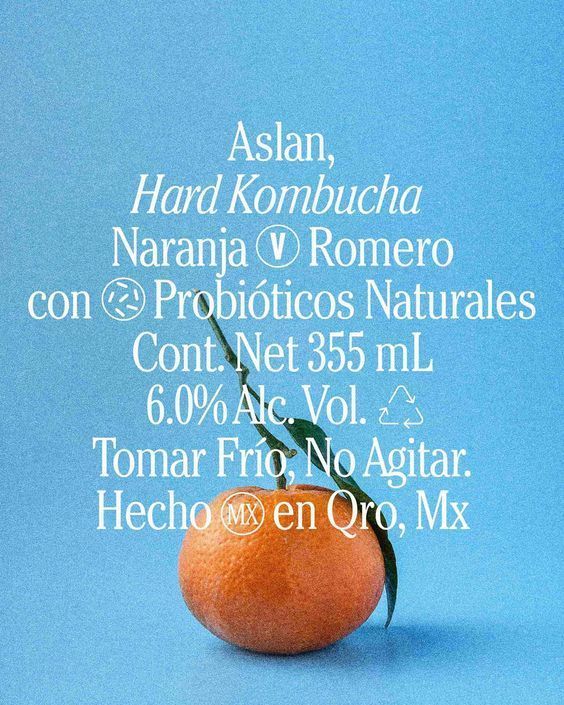 Aslan,
Hard Kombucha
Naranja V Romero
con Probióticos Naturales
Cont. Net 355 mL
6.0% Alc. Vol.
Tomar Frío, No Agitar.
Hecho MX en Qro, Mx